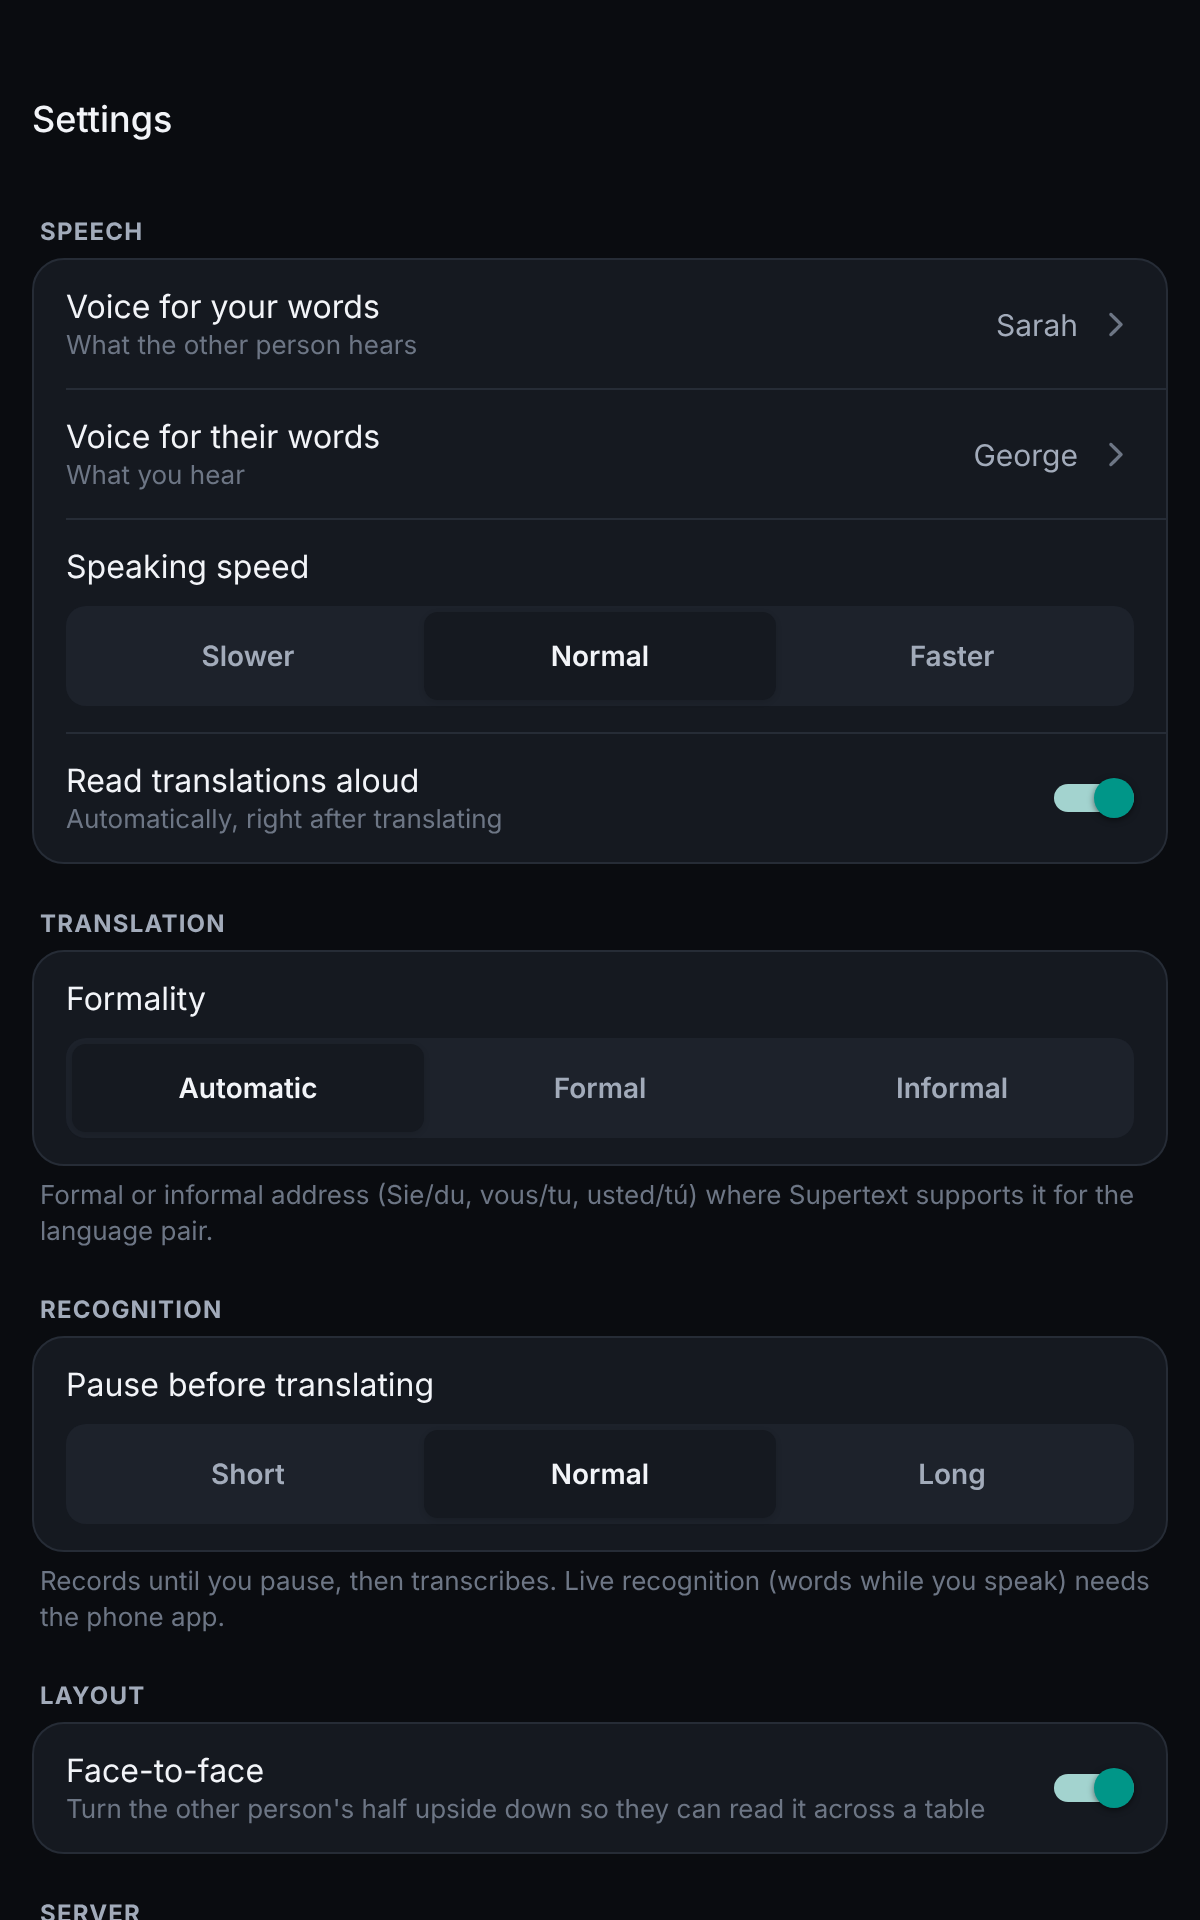 Settings
SPEECH
Voice for your words
What the other person hears
Sarah
Voice for their words
What you hear
George
Speaking speed
Slower
Normal
Faster
Read translations aloud
Automatically, right after translating
TRANSLATION
Formality
Automatic
Formal
Informal
Formal or informal address (Sie/du, vous/tu, usted/tú) where Supertext supports it for the
language pair.
RECOGNITION
Pause before translating
Short
Normal
Long
Records until you pause, then transcribes. Live recognition (words while you speak) needs
the phone app.
LAYOUT
Face-to-face
Turn the other person's half upside down so they can read it across a table
SERVER